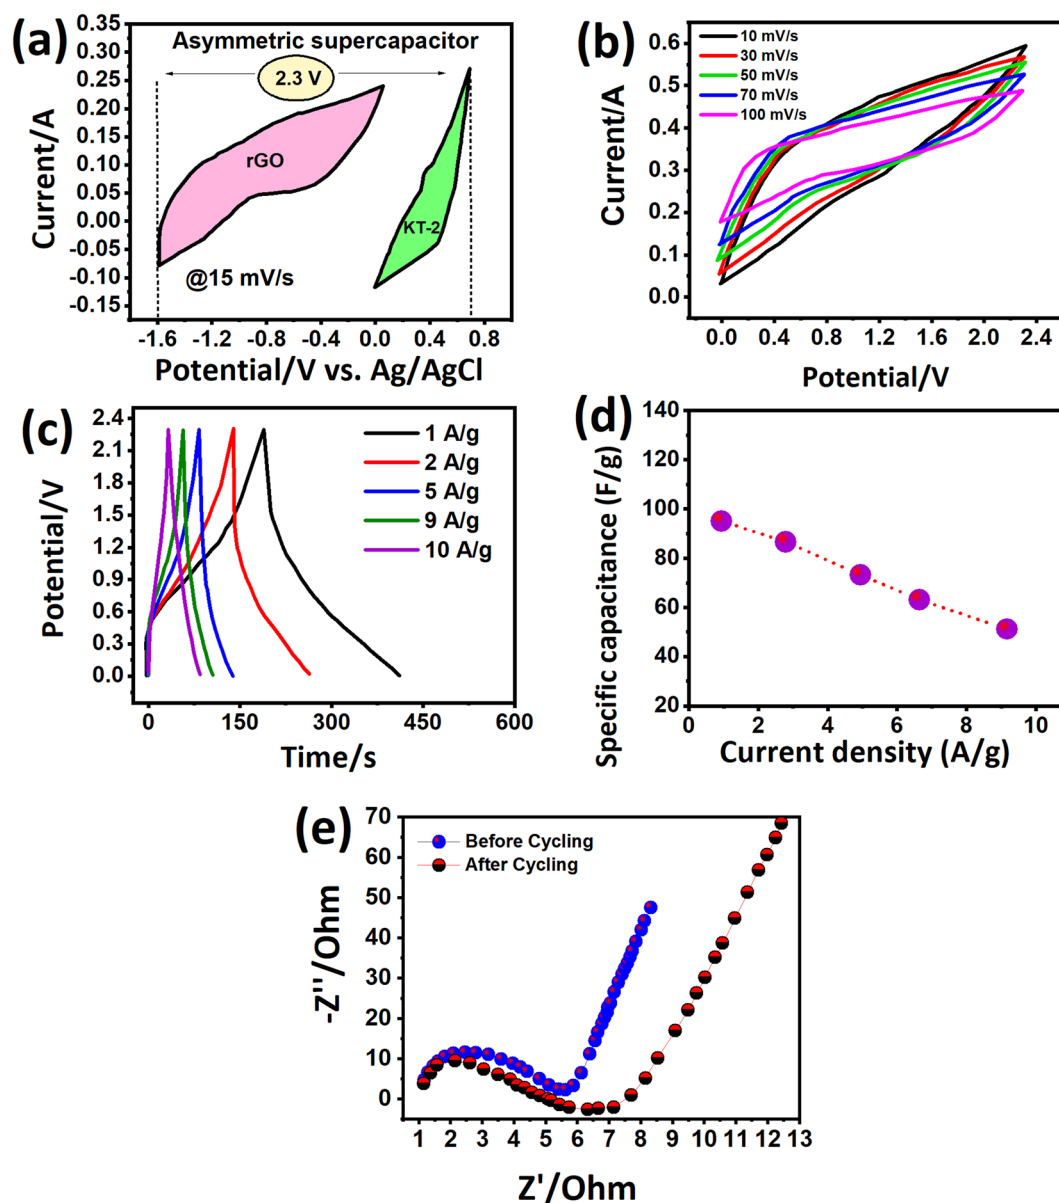 (a)
Asymmetric supercapacitor
2.3 V
rGO
KT-2
@15 mV/s
0.35
0.30
0.25
0.20
0.15
0.10
0.05
0.00
-0.05
-0.10
-0.15
Current/A
-1.6 -1.2 -0.8 -0.4 0.0 0.4 0.8
Potential/V vs. Ag/AgCl
(b)
10 mV/s
30 mV/s
50 mV/s
70 mV/s
100 mV/s
0.6
0.5
0.4
0.3
0.2
0.1
0.0
Current/A
0.0 0.4 0.8 1.2 1.6 2.0 2.4
Potential/V
(c)
1 A/g
2 A/g
5 A/g
9 A/g
10 A/g
2.4
2.1
1.8
1.5
1.2
0.9
0.6
0.3
0.0
Potential/V
0 150 300 450 600
Time/s
(d)
140
120
100
80
60
40
20
Specific capacitance (F/g)
0 2 4 6 8 10
Current density (A/g)
(e)
Before Cycling
After Cycling
70
60
50
40
30
20
10
0
-Z''/Ohm
1 2 3 4 5 6 7 8 9 10 11 12 13
Z'/Ohm